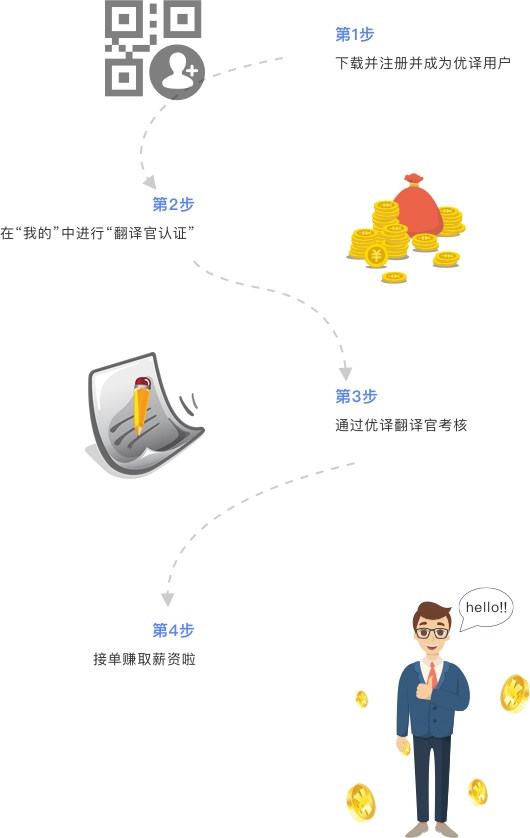 第1步
下载并注册并成为优译用户
第2步
在“我的”中进行“翻译官认证”
¥
第3步
通过优译翻译官考核
第4步
接单赚取薪资啦
hello!!